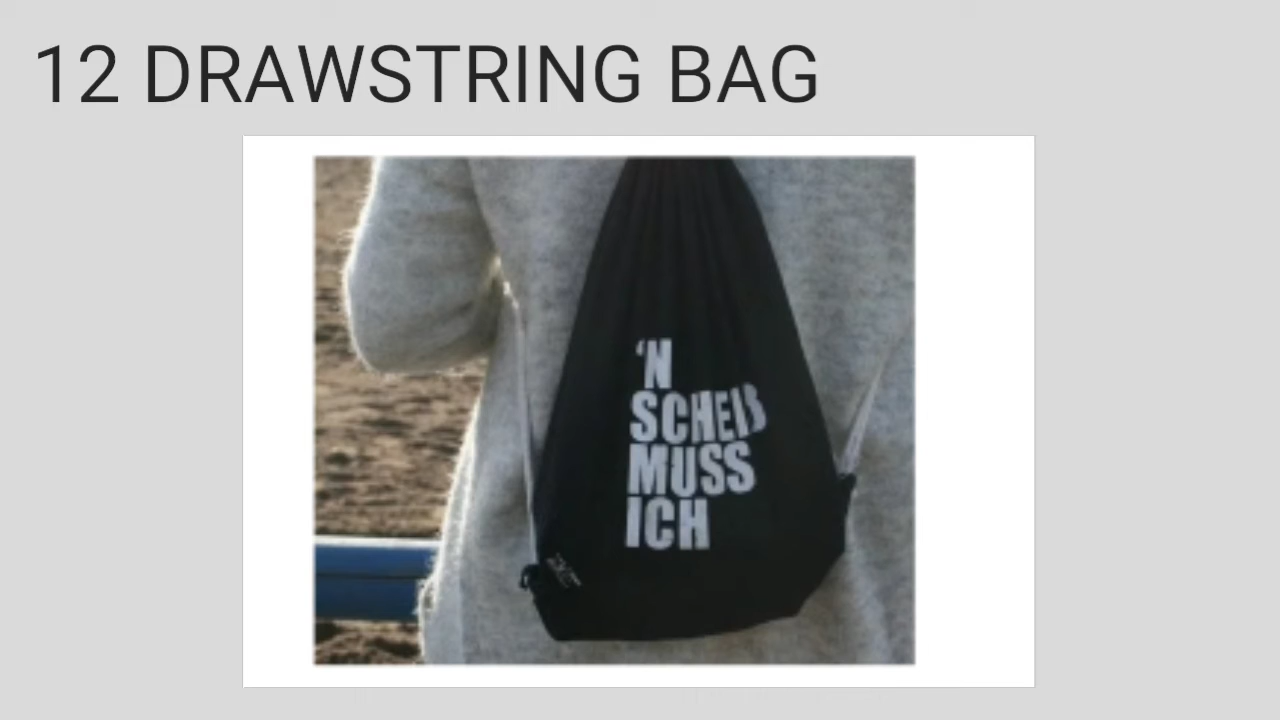 12 DRAWSTRING BAG
‘N
SCHEIß
MUSS
ICH